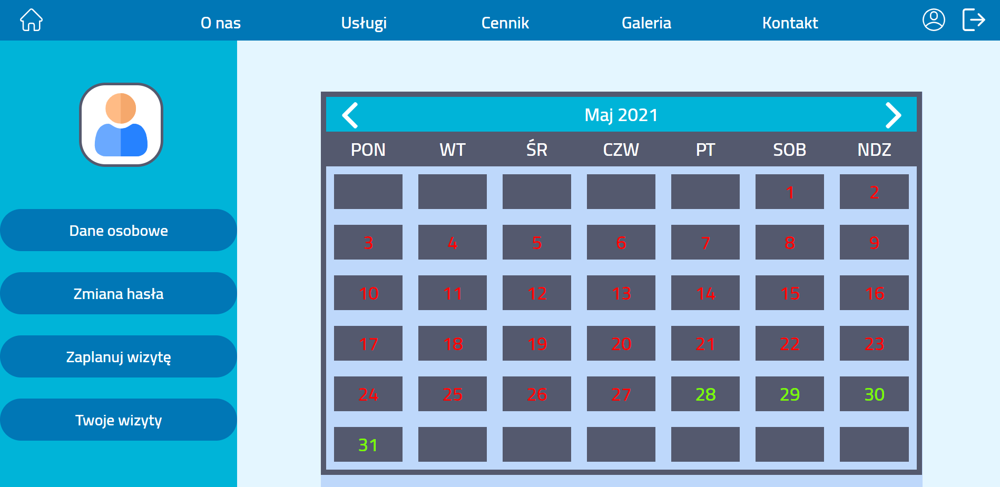 O nas Usługi Cennik Galeria Kontakt
Dane osobowe
Zmiana hasła
Zaplanuj wizytę
Twoje wizyty
Maj 2021
PON WT ŚR CZW PT SOB NDZ
1 2
3 4 5 6 7 8 9
10 11 12 13 14 15 16
17 18 19 20 21 22 23
24 25 26 27 28 29 30
31